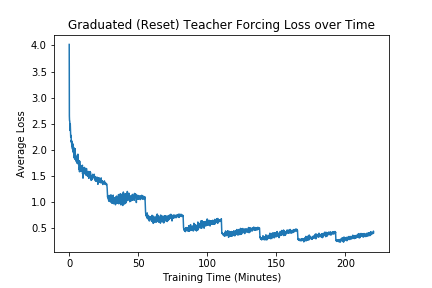 Graduated (Reset) Teacher Forcing Loss over Time
4.0
3.5
3.0
2.5
2.0
1.5
1.0
0.5
Average Loss
0 50 100 150 200
Training Time (Minutes)